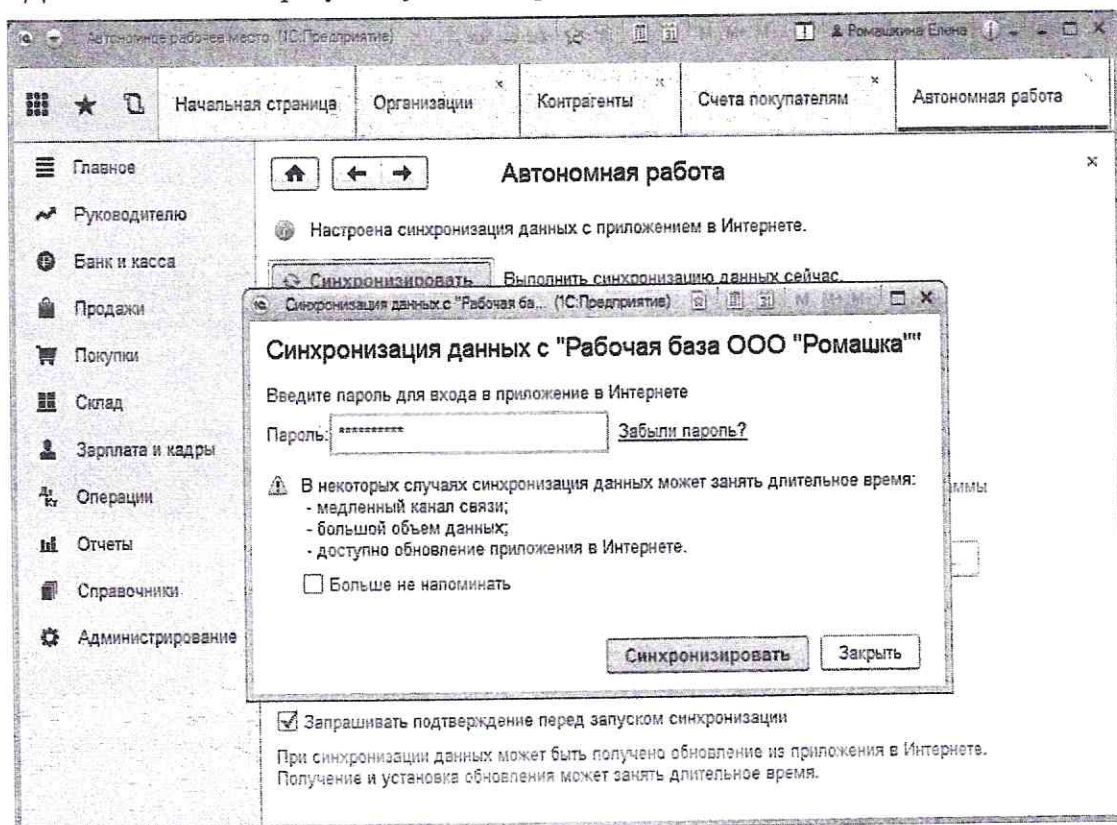 Автономное рабочее место (1С:Предприятие) Ромашкина Елена
Начальная страница Организации Контрагенты Счета покупателям Автономная работа
Главное
Руководителю
Банк и касса
Продажи
Покупки
Склад
Зарплата и кадры
Операции
Отчеты
Справочники
Администрирование
Автономная работа
Настроена синхронизация данных с приложением в Интернете.
Синхронизировать Выполнить синхронизацию данных сейчас.
Синхронизация данных с "Рабочая ба... (1С:Предприятие)
Синхронизация данных с "Рабочая база ООО "Ромашка""
Введите пароль для входа в приложение в Интернете
Пароль: ********** Забыли пароль?
В некоторых случаях синхронизация данных может занять длительное время:
- медленный канал связи;
- большой объем данных;
- доступно обновление приложения в Интернете.
Больше не напоминать
Синхронизировать Закрыть
Запрашивать подтверждение перед запуском синхронизации
При синхронизации данных может быть получено обновление из приложения в Интернете.
Получение и установка обновления может занять длительное время.